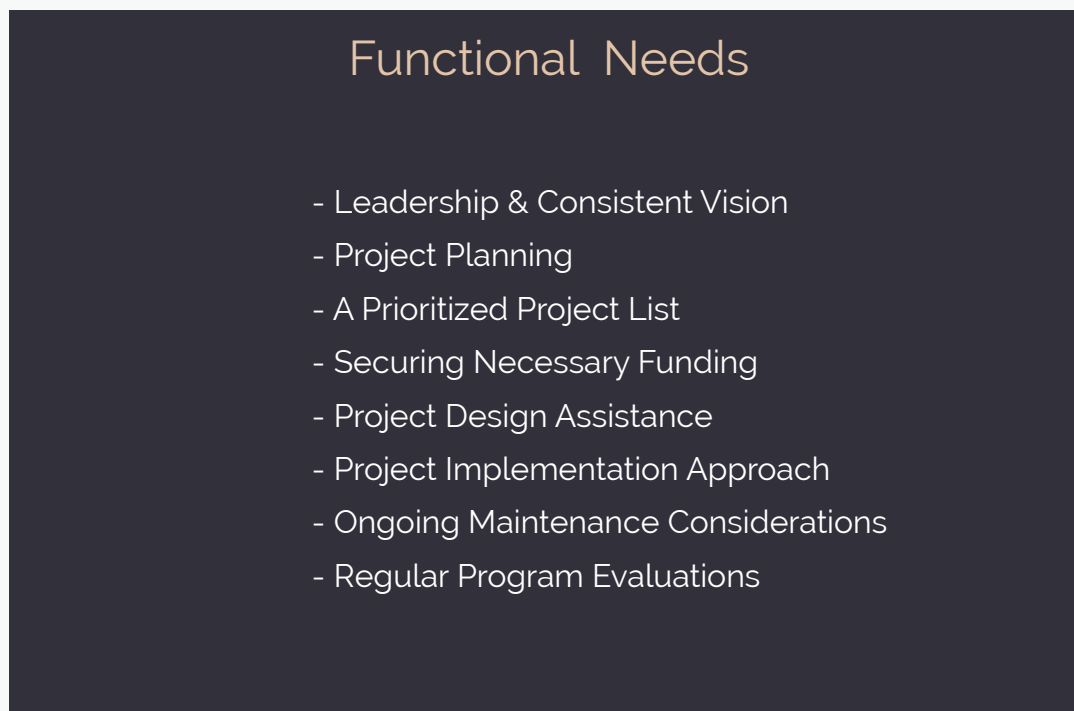 Functional Needs
- Leadership & Consistent Vision
- Project Planning
- A Prioritized Project List
- Securing Necessary Funding
- Project Design Assistance
- Project Implementation Approach
- Ongoing Maintenance Considerations
- Regular Program Evaluations